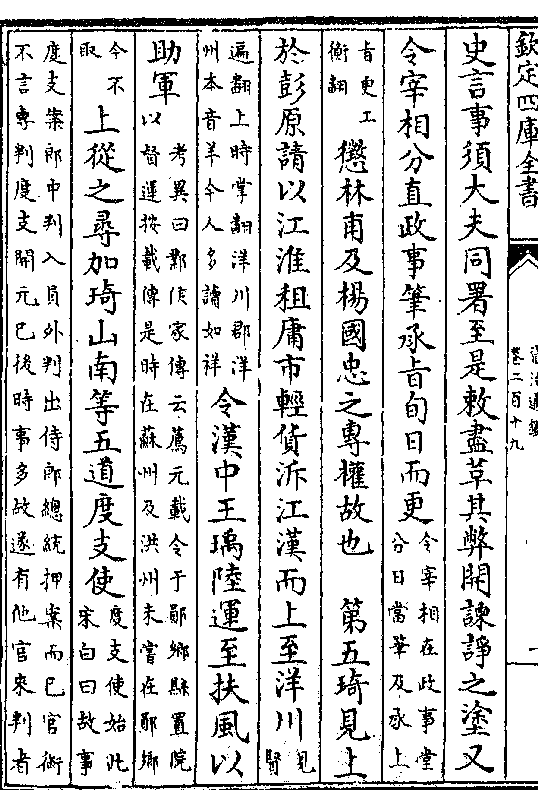 欽定四庫全書
資治通鑑
卷二百十九
史言事須大夫同署至是敕盡革其弊開諫諍之塗又
令宰相分直政事筆承旨旬日而更
令宰相在政事堂
分日當筆及承上
旨更工
衡翻
懲林甫及楊國忠之專權故也 第五琦見上
於彭原請以江淮租庸市輕貨泝江漢而上至洋川
見
賢
遍翻上時掌翻洋川郡洋
州本音羊今人多讀如祥
令漢中王瑀陸運至扶風以
助軍
考異曰鄴侯家傳云薦元載令于鄖鄉縣置院
以督運按載傳是時在蘇州及洪州未嘗在鄖鄉
今不
取
上從之尋加琦山南等五道度支使
度支使始此
宋白曰故事
度支案郎中判入員外判出侍郎總統押案而已官銜
不言專判度支開元已後時事多故遂有他官來判者